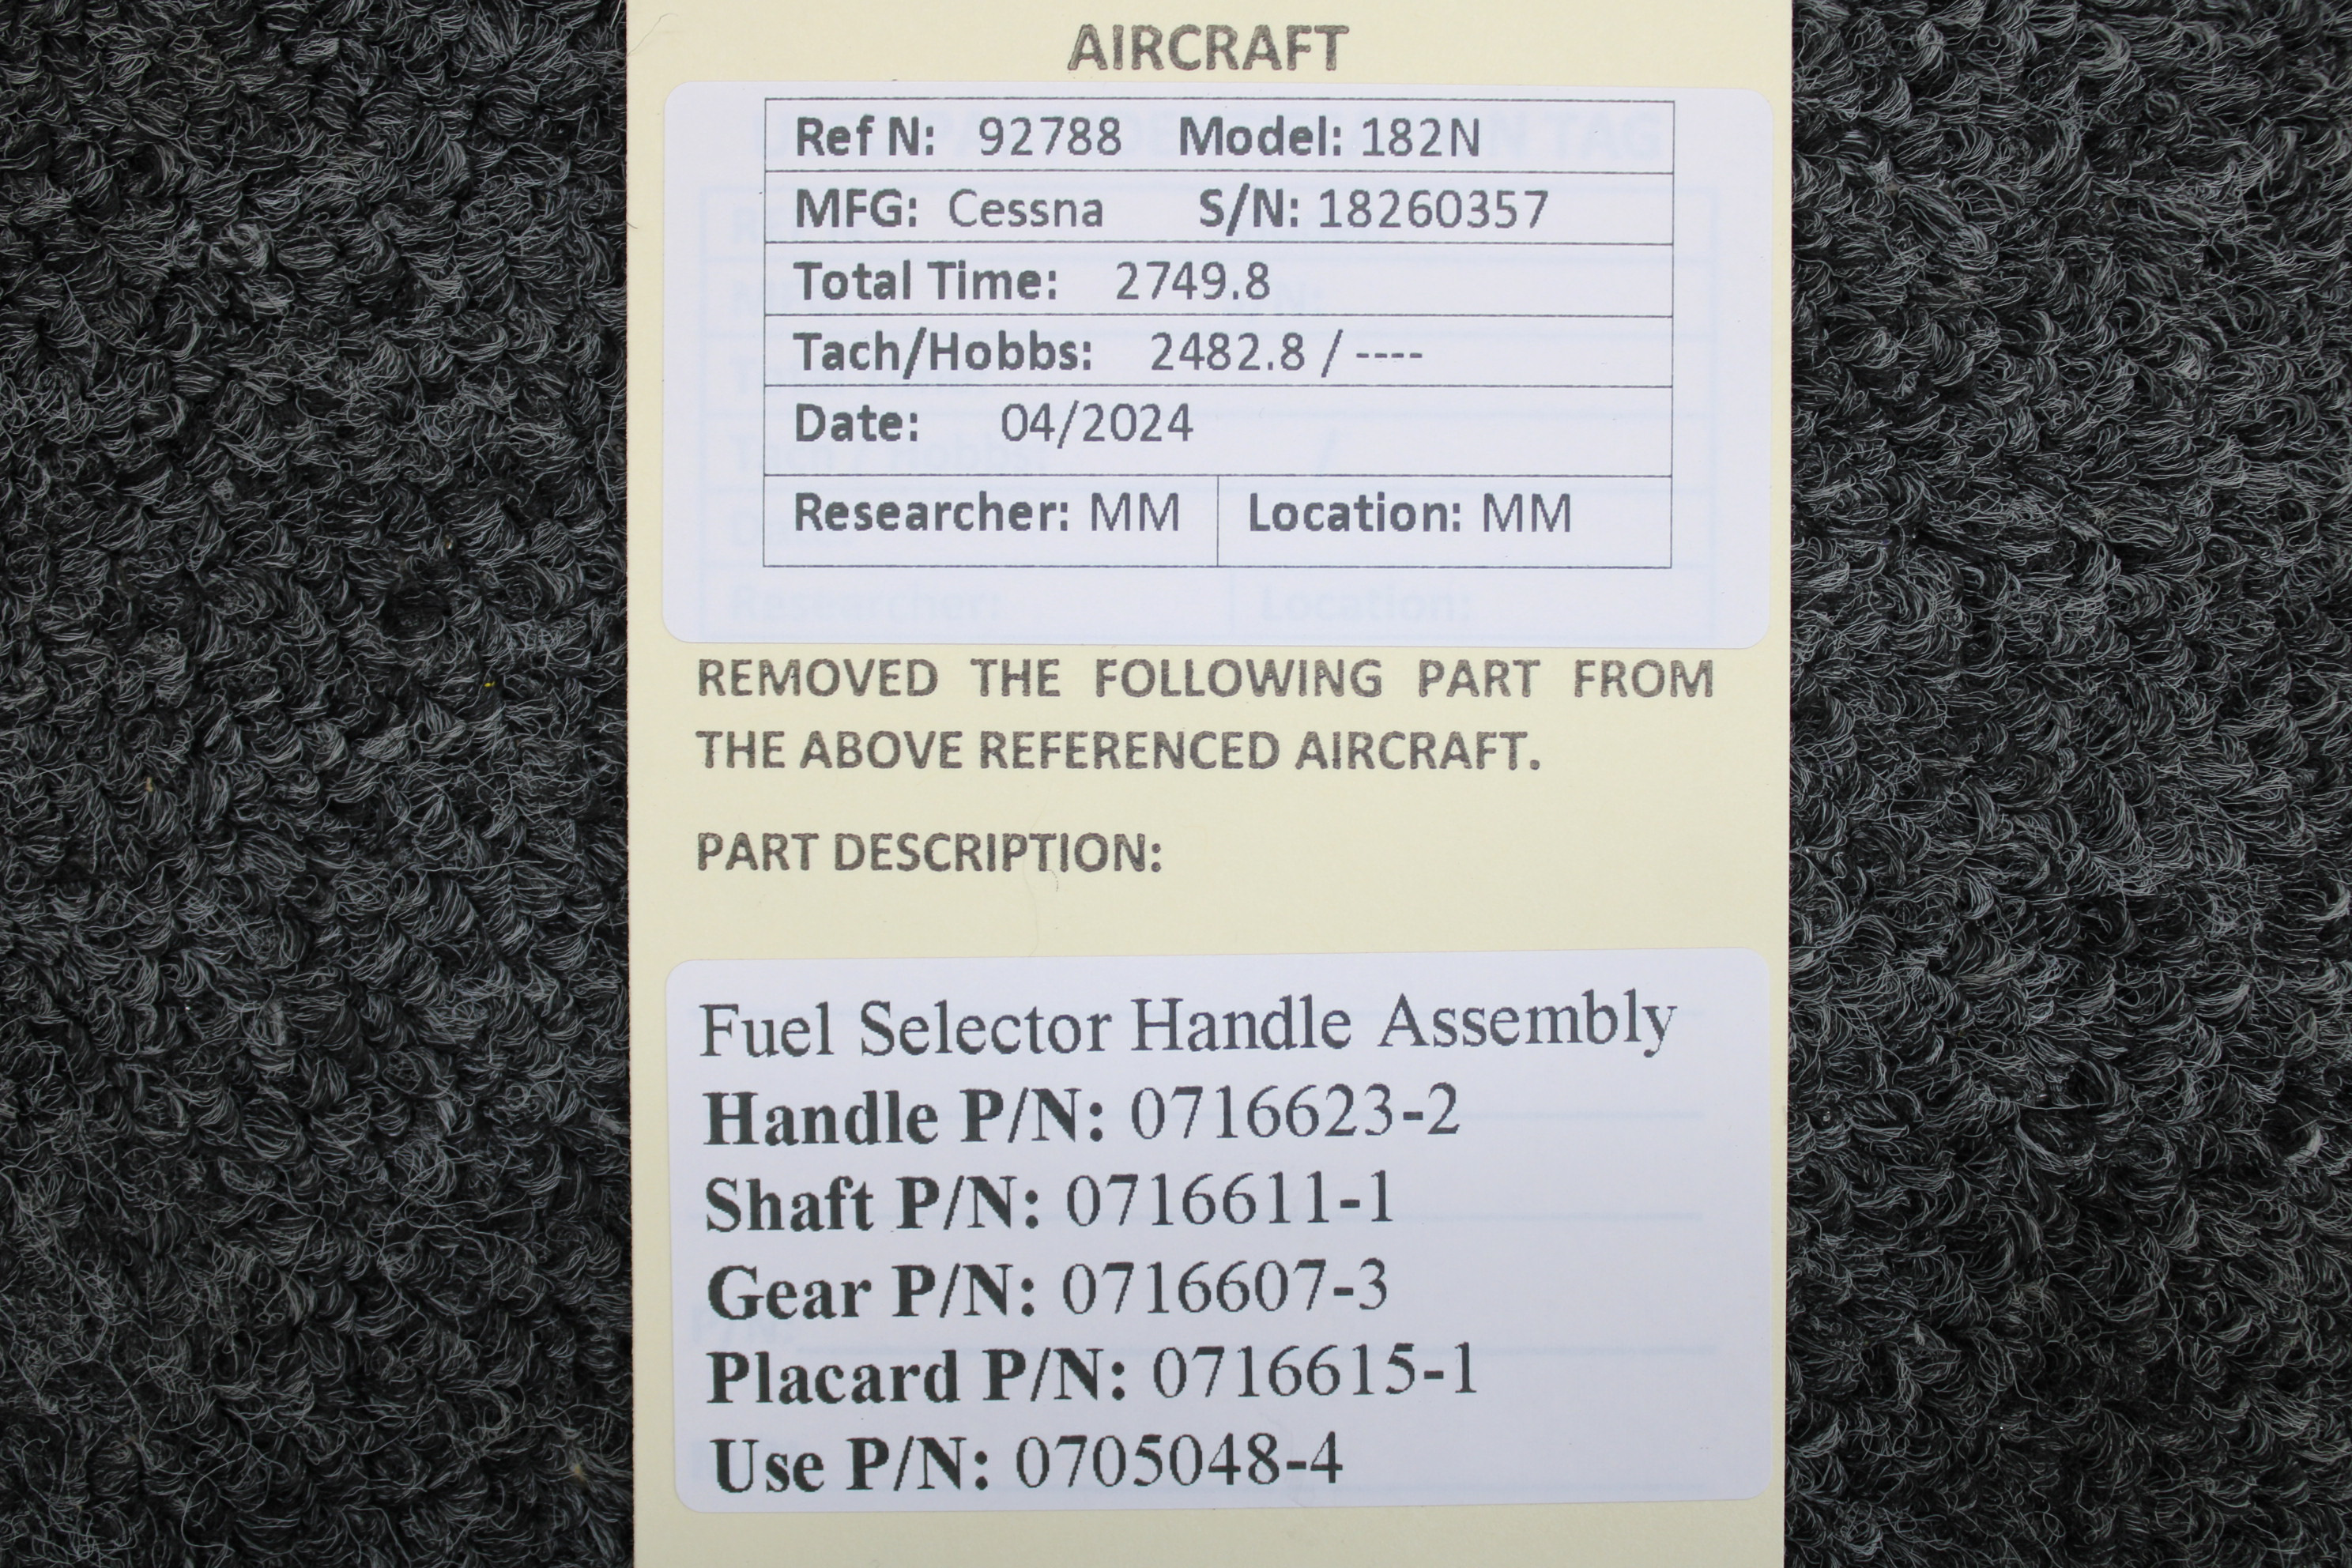 AIRCRAFT
Ref N: 92788 Model: 182N
MFG: Cessna S/N: 18260357
Total Time: 2749.8
Tach/Hobbs: 2482.8 / ----
Date: 04/2024
Researcher: MM Location: MM
REMOVED THE FOLLOWING PART FROM
THE ABOVE REFERENCED AIRCRAFT.
PART DESCRIPTION:
Fuel Selector Handle Assembly
Handle P/N: 0716623-2
Shaft P/N: 0716611-1
Gear P/N: 0716607-3
Placard P/N: 0716615-1
Use P/N: 0705048-4